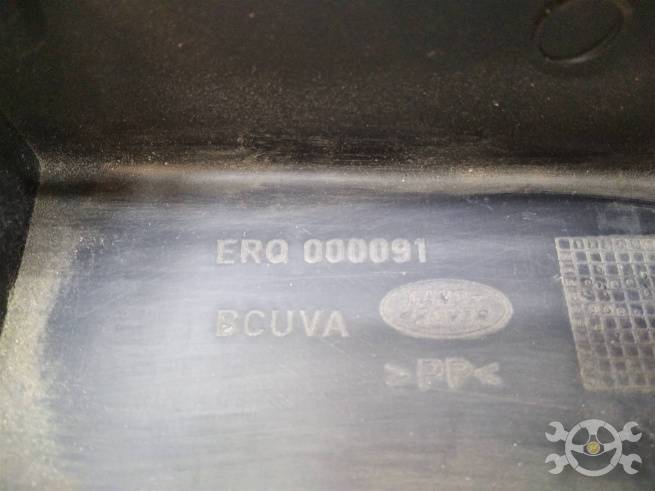 ERQ 000091
BCUVA
>PP<